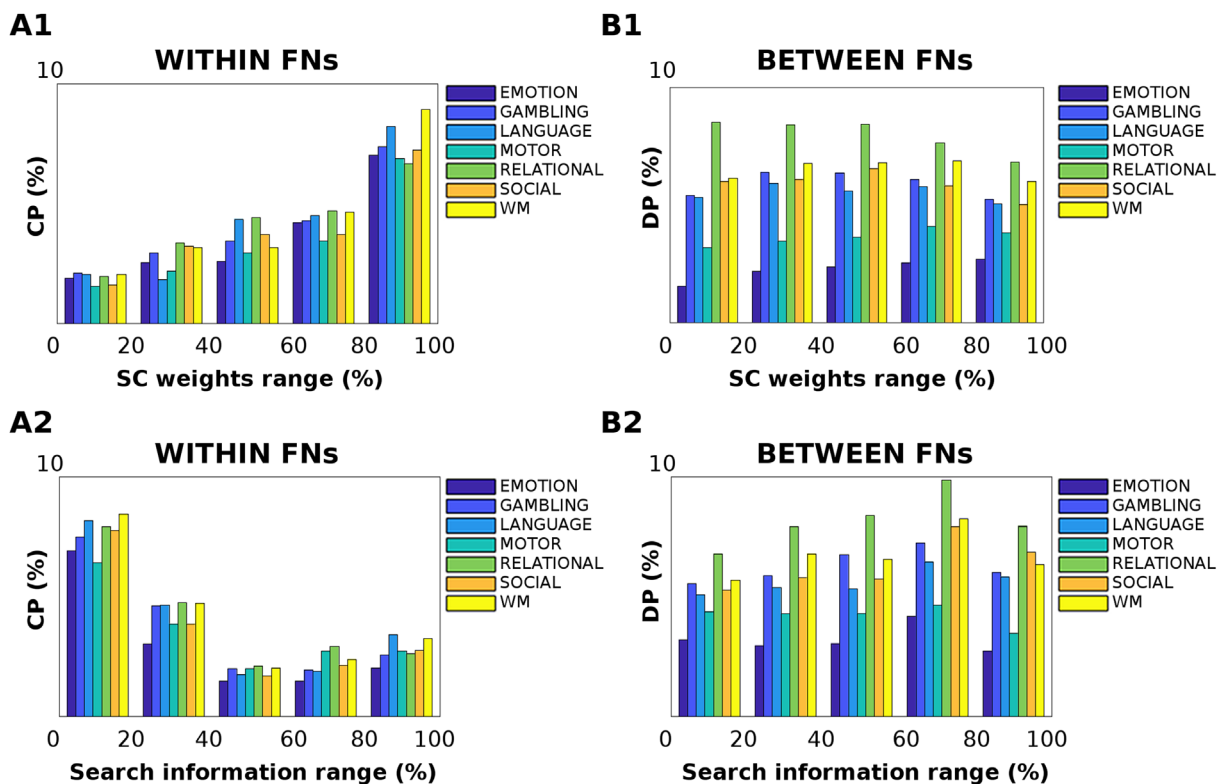 A1
WITHIN FNs
10
CP (%)
EMOTION
GAMBLING
LANGUAGE
MOTOR
RELATIONAL
SOCIAL
WM
0 20 40 60 80 100
SC weights range (%)
B1
BETWEEN FNs
10
DP (%)
EMOTION
GAMBLING
LANGUAGE
MOTOR
RELATIONAL
SOCIAL
WM
0 20 40 60 80 100
SC weights range (%)
A2
WITHIN FNs
10
CP (%)
EMOTION
GAMBLING
LANGUAGE
MOTOR
RELATIONAL
SOCIAL
WM
0 20 40 60 80 100
Search information range (%)
B2
BETWEEN FNs
10
DP (%)
EMOTION
GAMBLING
LANGUAGE
MOTOR
RELATIONAL
SOCIAL
WM
0 20 40 60 80 100
Search information range (%)